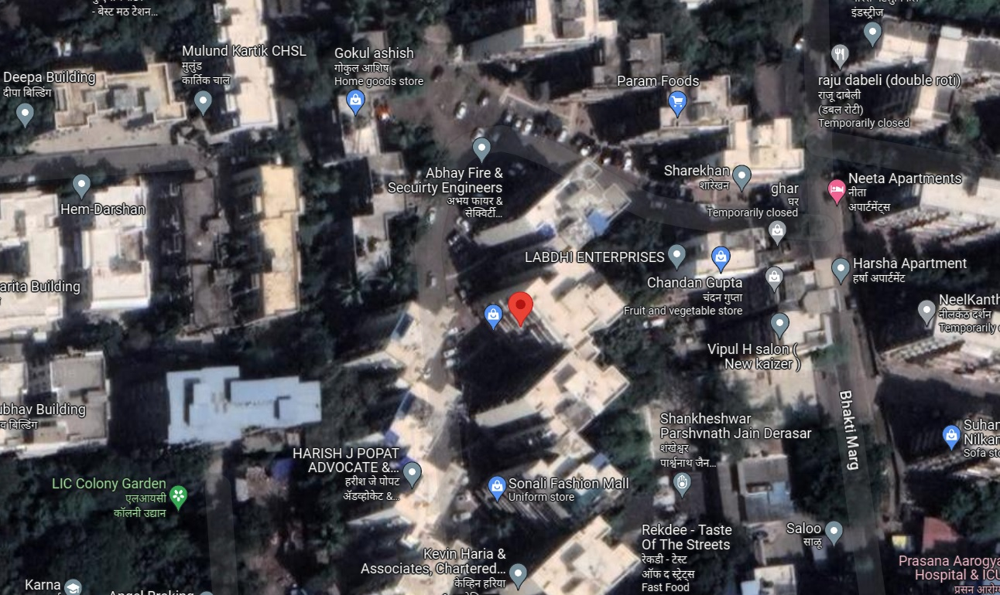 - बेस्ट मठ टेशन...
इंडस्ट्रीज
Mulund Kartik CHSL
मुलुंड
कार्तिक चाल
Gokul ashish
गोकुल आशिष
Home goods store
Deepa Building
दीपा बिल्डिंग
Param Foods
raju dabeli (double roti)
राजू दाबेली
(डबल रोटी)
Temporarily closed
Abhay Fire &
Secuirty Engineers
अभय फायर &
सेक्विर्टी...
Sharekhan
शारेखन
ghar
घर
Temporarily closed
Neeta Apartments
नीता
अपार्टमेंट्स
Hem-Darshan
LABDHI ENTERPRISES
Chandan Gupta
चंदन गुप्ता
Fruit and vegetable store
Harsha Apartment
हर्षा अपार्टमेंट
arita Building
NeelKanth
नीलकंठ दर्शन
Temporarily
Vipul H salon (
New kaizer )
Bhakti Marg
ubhav Building
व बिल्डिंग
Shankheshwar
Parshvnath Jain Derasar
शंखेश्वर
पार्श्वनाथ जैन...
Suhan
Nilkan
Sofa sto
HARISH J POPAT
ADVOCATE &...
हरीश जे पोपट
ॲडव्होकेट &...
LIC Colony Garden
एलआयसी
कॉलनी उद्यान
Sonali Fashion Mall
Uniform store
Rekdee - Taste
Of The Streets
रेकडी - टेस्ट
ऑफ द स्ट्रेट्स
Fast Food
Saloo
साळू
Kevin Haria &
Associates, Chartered...
केव्हिन हरिया
Prasana Aarogya
Hospital & ICU
प्रसन आरोग्
Karna
Angel Broking